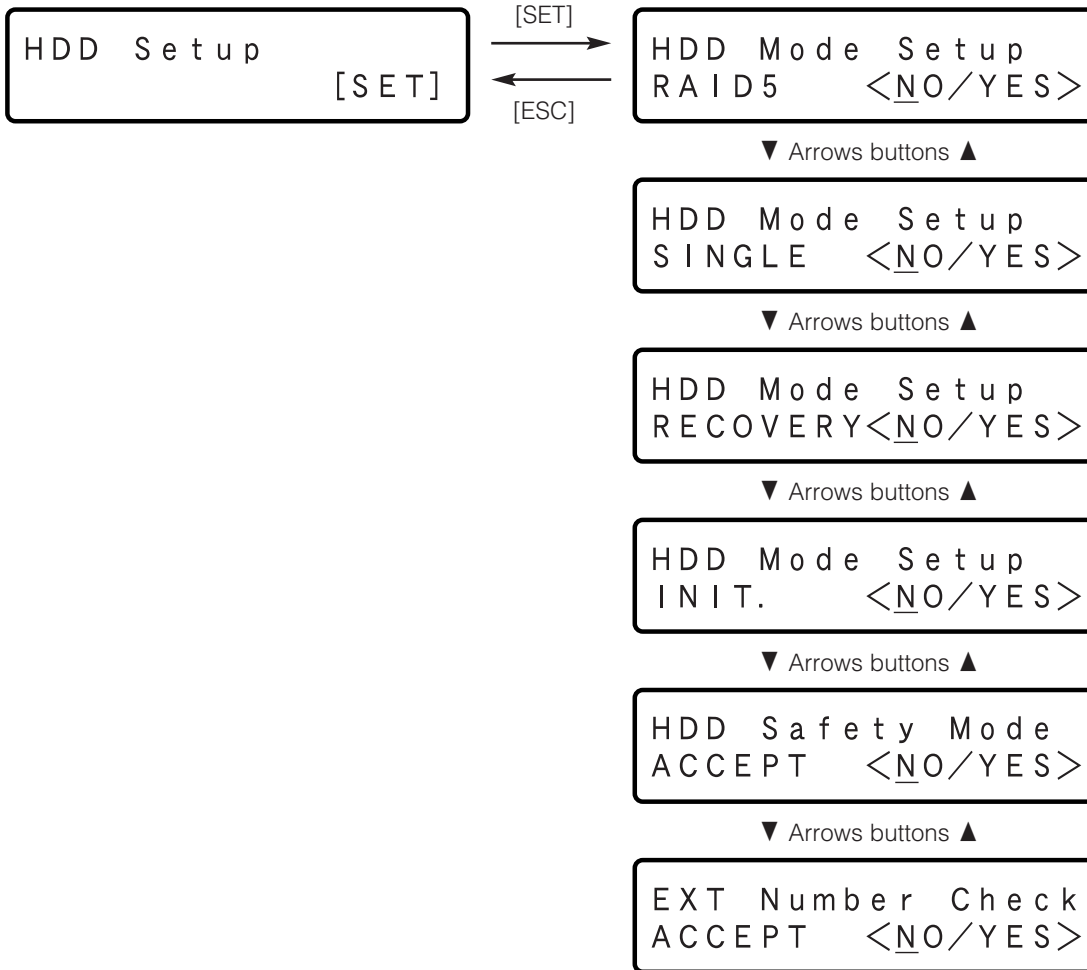 HDD Setup
[SET]
[SET]
[ESC]
HDD Mode Setup
RAID5 <NO/YES>
▼ Arrows buttons ▲
HDD Mode Setup
SINGLE <NO/YES>
▼ Arrows buttons ▲
HDD Mode Setup
RECOVERY<NO/YES>
▼ Arrows buttons ▲
HDD Mode Setup
INIT. <NO/YES>
▼ Arrows buttons ▲
HDD Safety Mode
ACCEPT <NO/YES>
▼ Arrows buttons ▲
EXT Number Check
ACCEPT <NO/YES>